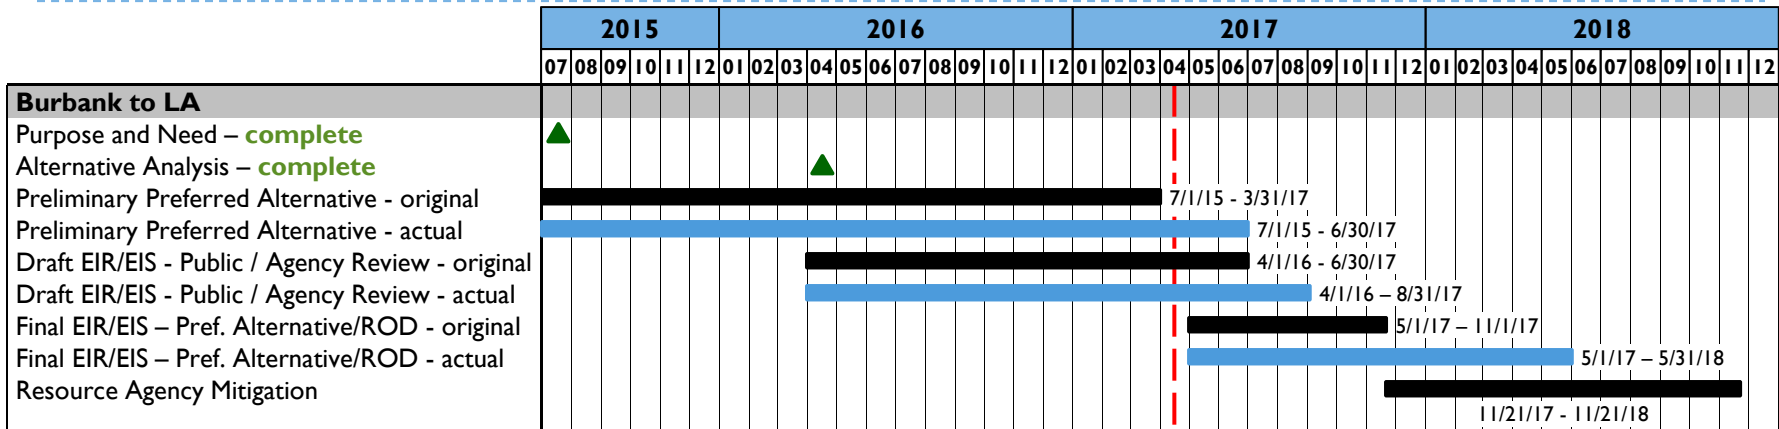 2015 2016 2017 2018
07 08 09 10 11 12 01 02 03 04 05 06 07 08 09 10 11 12 01 02 03 04 05 06 07 08 09 10 11 12 01 02 03 04 05 06 07 08 09 10 11 12
Burbank to LA
Purpose and Need – complete
Alternative Analysis – complete
Preliminary Preferred Alternative - original 7/1/15 - 3/31/17
Preliminary Preferred Alternative - actual 7/1/15 - 6/30/17
Draft EIR/EIS - Public / Agency Review - original 4/1/16 - 6/30/17
Draft EIR/EIS - Public / Agency Review - actual 4/1/16 – 8/31/17
Final EIR/EIS – Pref. Alternative/ROD - original 5/1/17 – 11/1/17
Final EIR/EIS – Pref. Alternative/ROD - actual 5/1/17 – 5/31/18
Resource Agency Mitigation
11/21/17 - 11/21/18